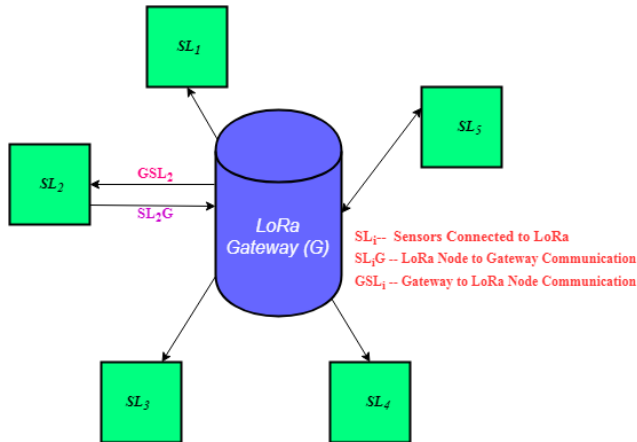 SL₁
SL₅
SL₂
GSL₂
SL₂G
LoRa
Gateway (G)
SLᵢ-- Sensors Connected to LoRa
SLᵢG -- LoRa Node to Gateway Communication
GSLᵢ -- Gateway to LoRa Node Communication
SL₃
SL₄